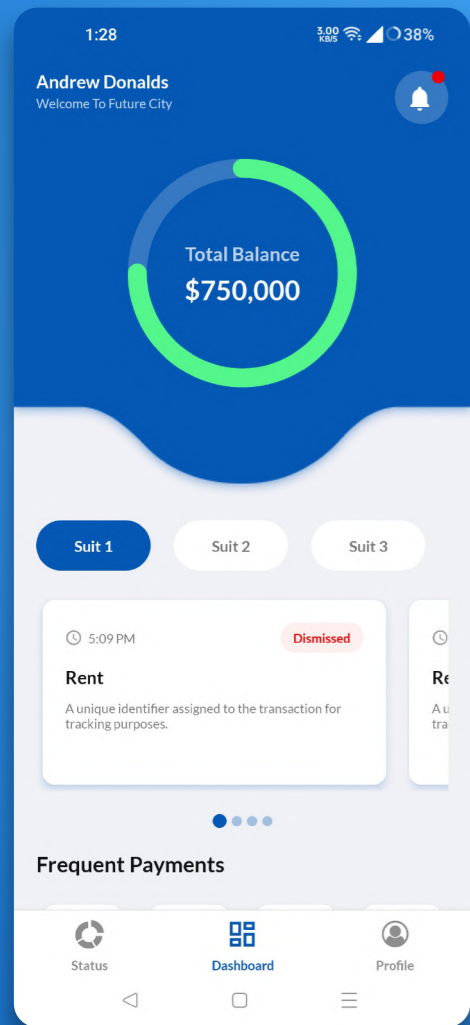 1:28
3.00 KB/S 38%
Andrew Donalds
Welcome To Future City
Total Balance
$750,000
Suit 1
Suit 2
Suit 3
5:09 PM
Dismissed
Rent
A unique identifier assigned to the transaction for
tracking purposes.
Re
A u
tra
Frequent Payments
Status
Dashboard
Profile